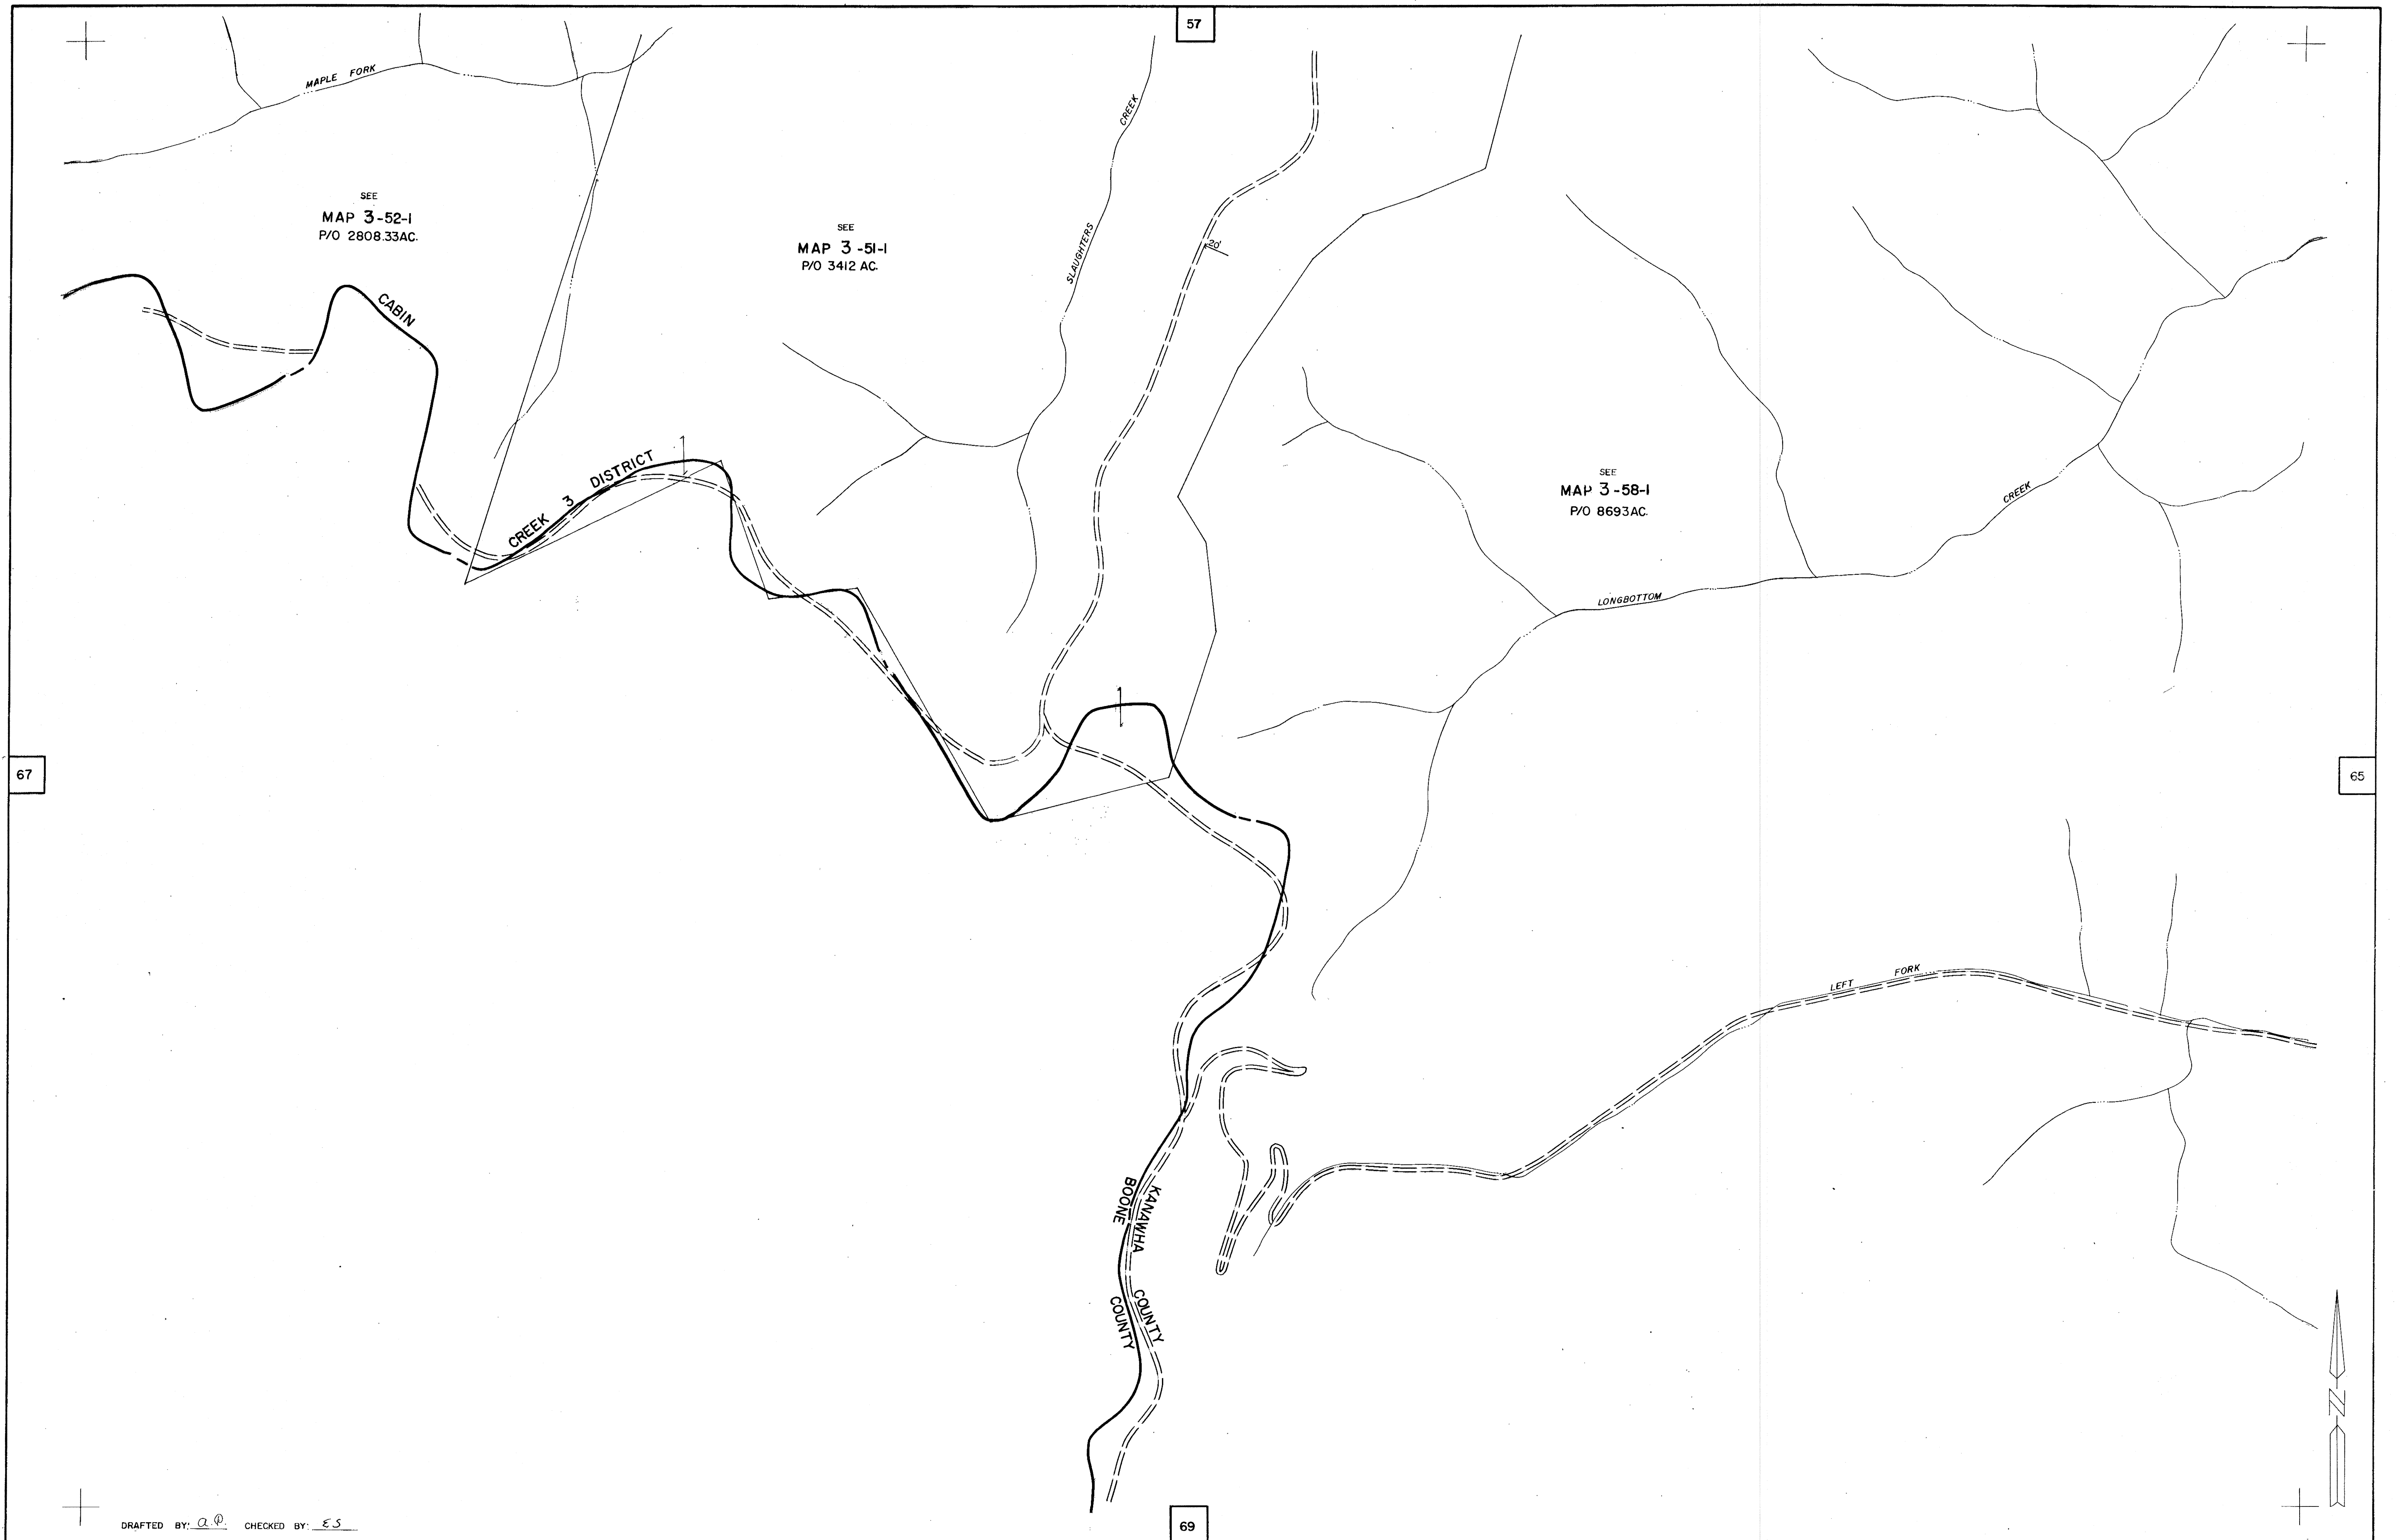 57
MAPLE FORK
SEE
MAP 3-52-1
P/O 2808.33AC.
SEE
MAP 3-51-1
P/O 3412 AC.
SLAUGHTERS CREEK
20'
CABIN CREEK 3 DISTRICT
SEE
MAP 3-58-1
P/O 8693AC.
LONGBOTTOM CREEK
67
65
LEFT FORK
KANAWHA COUNTY
BOONE COUNTY
N
DRAFTED BY: a.P. CHECKED BY: ES
69